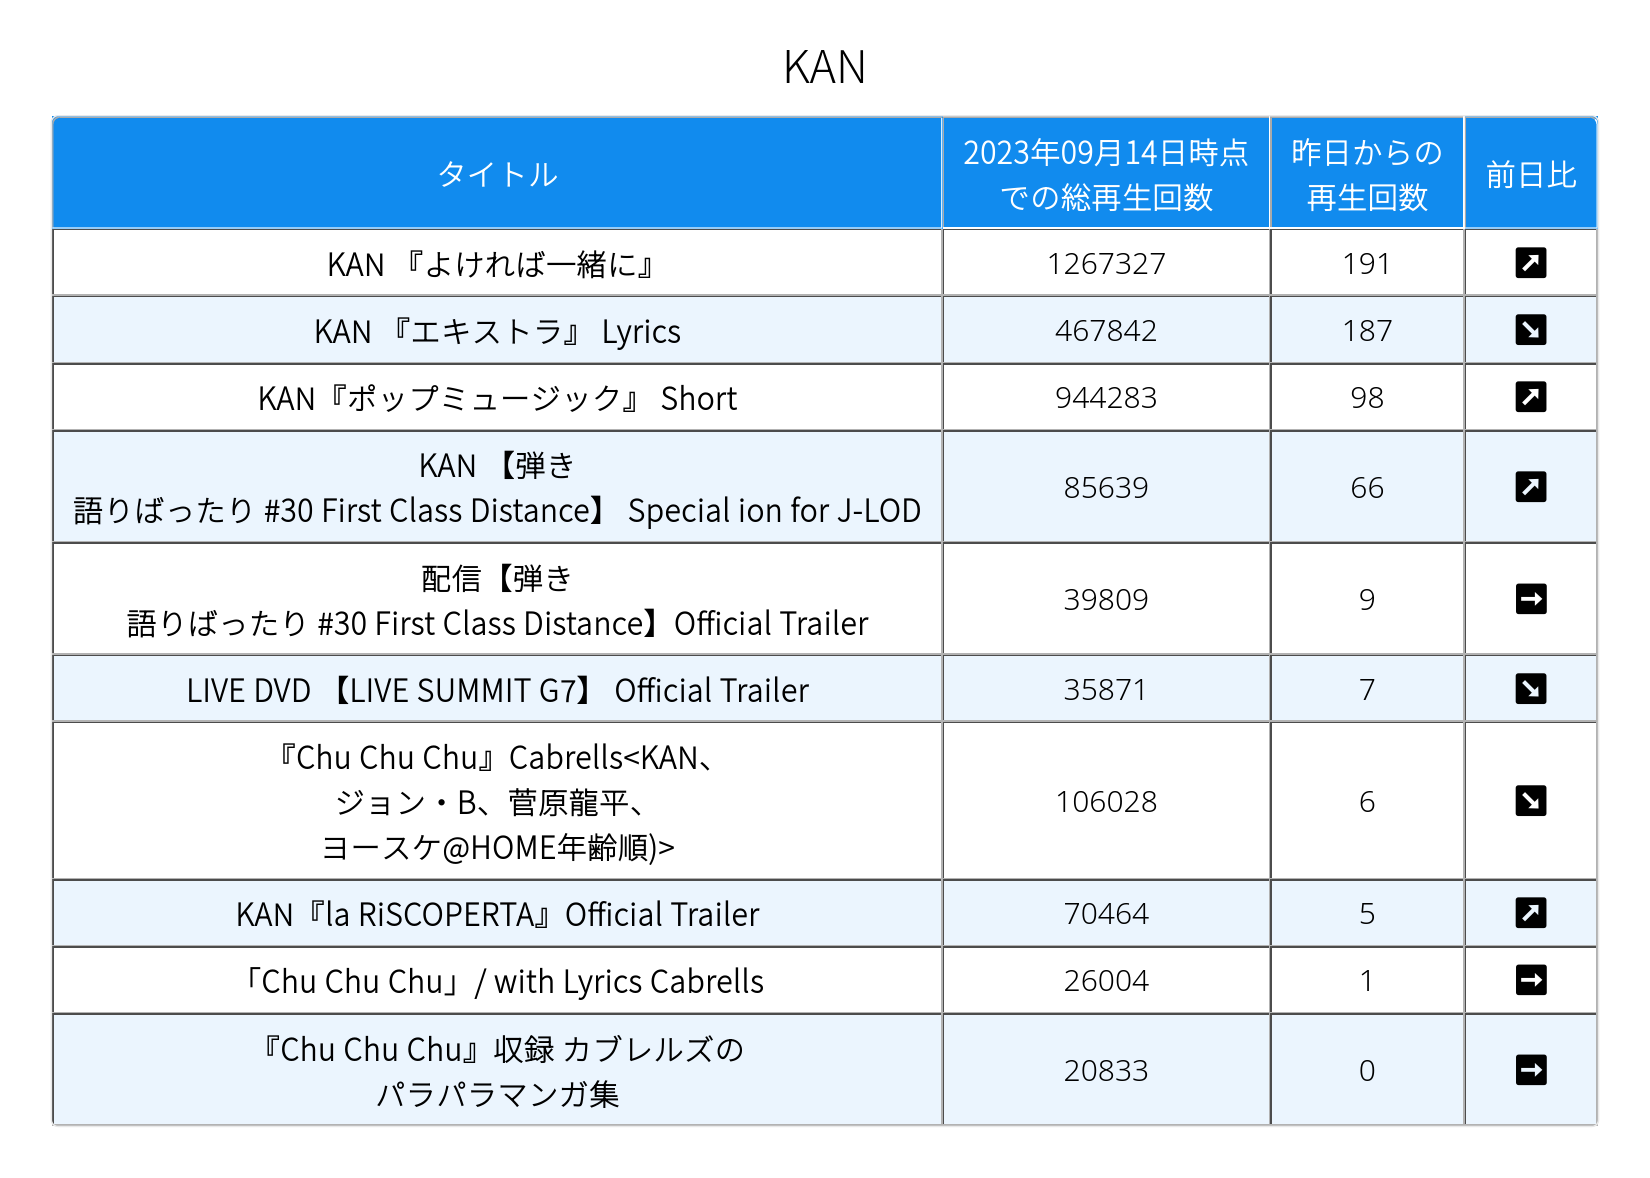 KAN
タイトル
2023年09月14日時点
での総再生回数
昨日からの
再生回数
前日比
KAN 『よければ一緒に』
1267327
191
KAN 『エキストラ』 Lyrics
467842
187
KAN『ポップミュージック』 Short
944283
98
KAN 【弾き
語りばったり #30 First Class Distance】 Special ion for J-LOD
85639
66
配信【弾き
語りばったり #30 First Class Distance】Official Trailer
39809
9
LIVE DVD 【LIVE SUMMIT G7】 Official Trailer
35871
7
『Chu Chu Chu』Cabrells<KAN、
ジョン・B、菅原龍平、
ヨースケ@HOME年齢順)>
106028
6
KAN『la RiSCOPERTA』Official Trailer
70464
5
「Chu Chu Chu」/ with Lyrics Cabrells
26004
1
『Chu Chu Chu』収録 カブレルズの
パラパラマンガ集
20833
0